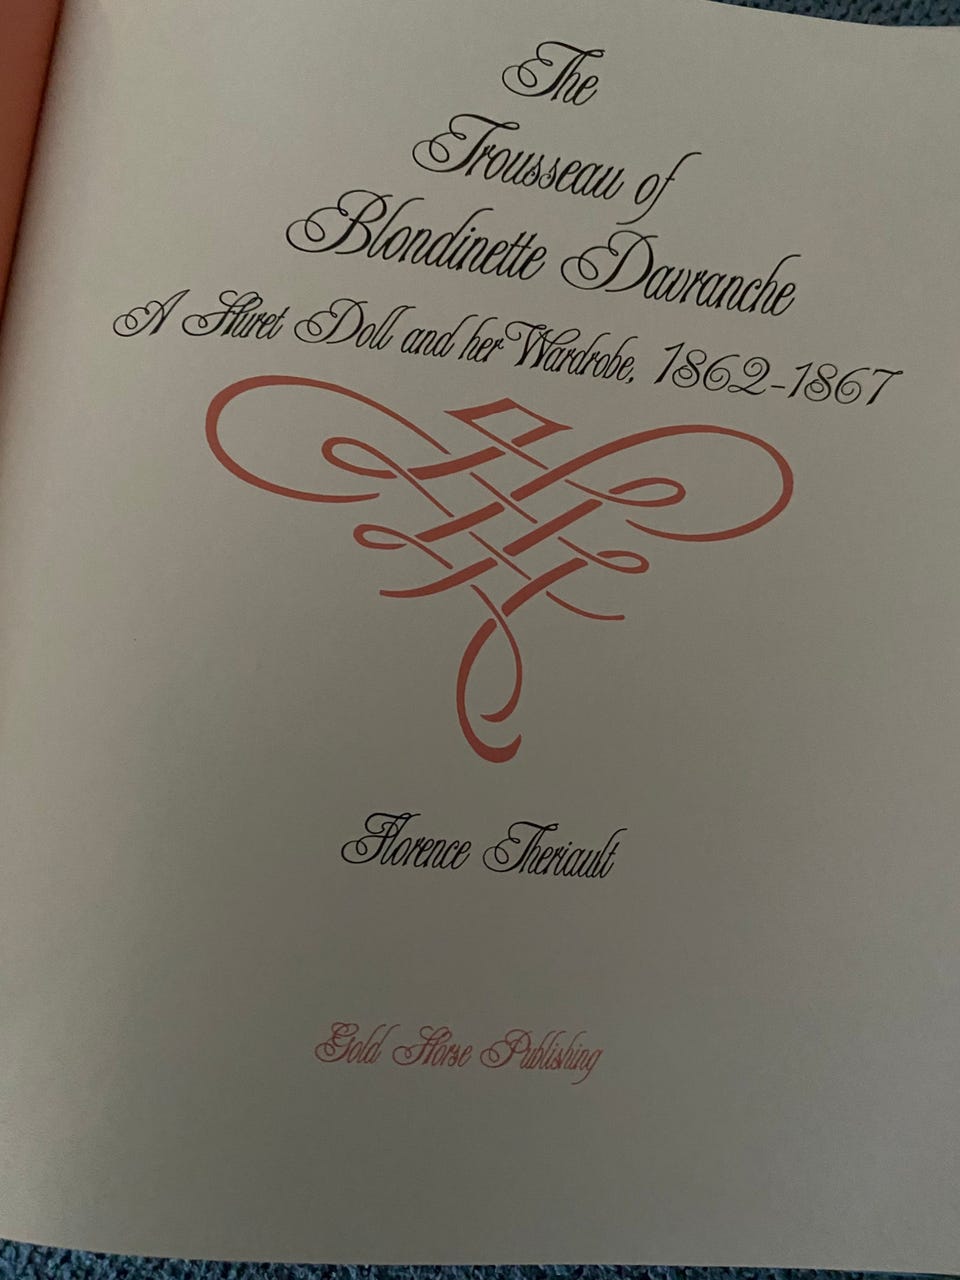 The
Trousseau of
Blondinette Davranche
A Huret Doll and her Wardrobe, 1862-1867
Florence Theriault
Gold Horse Publishing